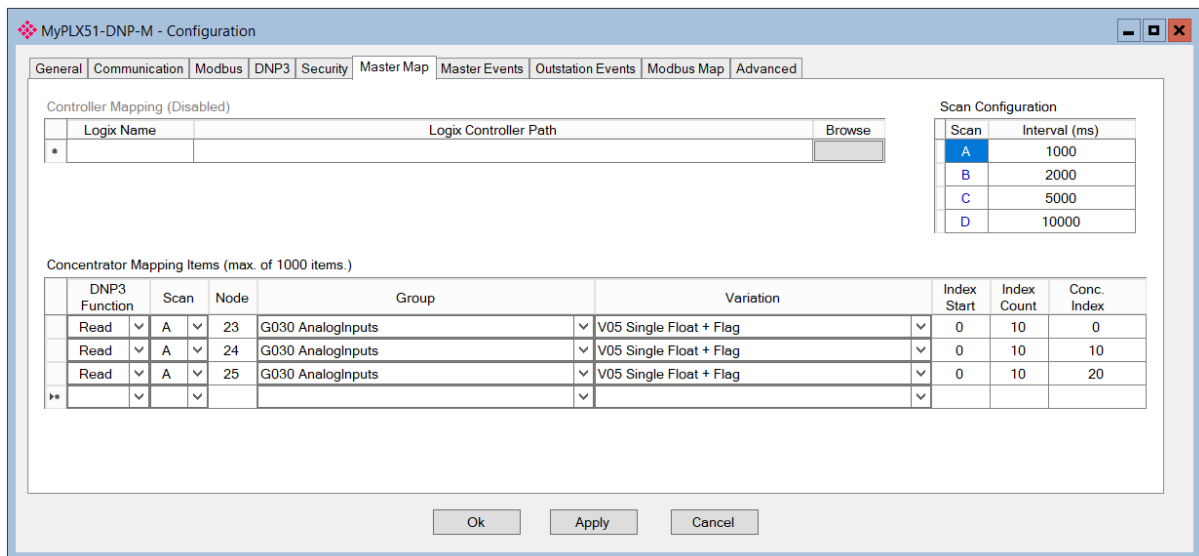 MyPLX51-DNP-M - Configuration
General Communication Modbus DNP3 Security Master Map Master Events Outstation Events Modbus Map Advanced
Controller Mapping (Disabled)
Logix Name Logix Controller Path Browse
*
Scan Configuration
Scan Interval (ms)
A 1000
B 2000
C 5000
D 10000
Concentrator Mapping Items (max. of 1000 items.)
DNP3 Function Scan Node Group Variation Index Start Index Count Conc. Index
Read A 23 G030 AnalogInputs V05 Single Float + Flag 0 10 0
Read A 24 G030 AnalogInputs V05 Single Float + Flag 0 10 10
Read A 25 G030 AnalogInputs V05 Single Float + Flag 0 10 20
*
Ok Apply Cancel